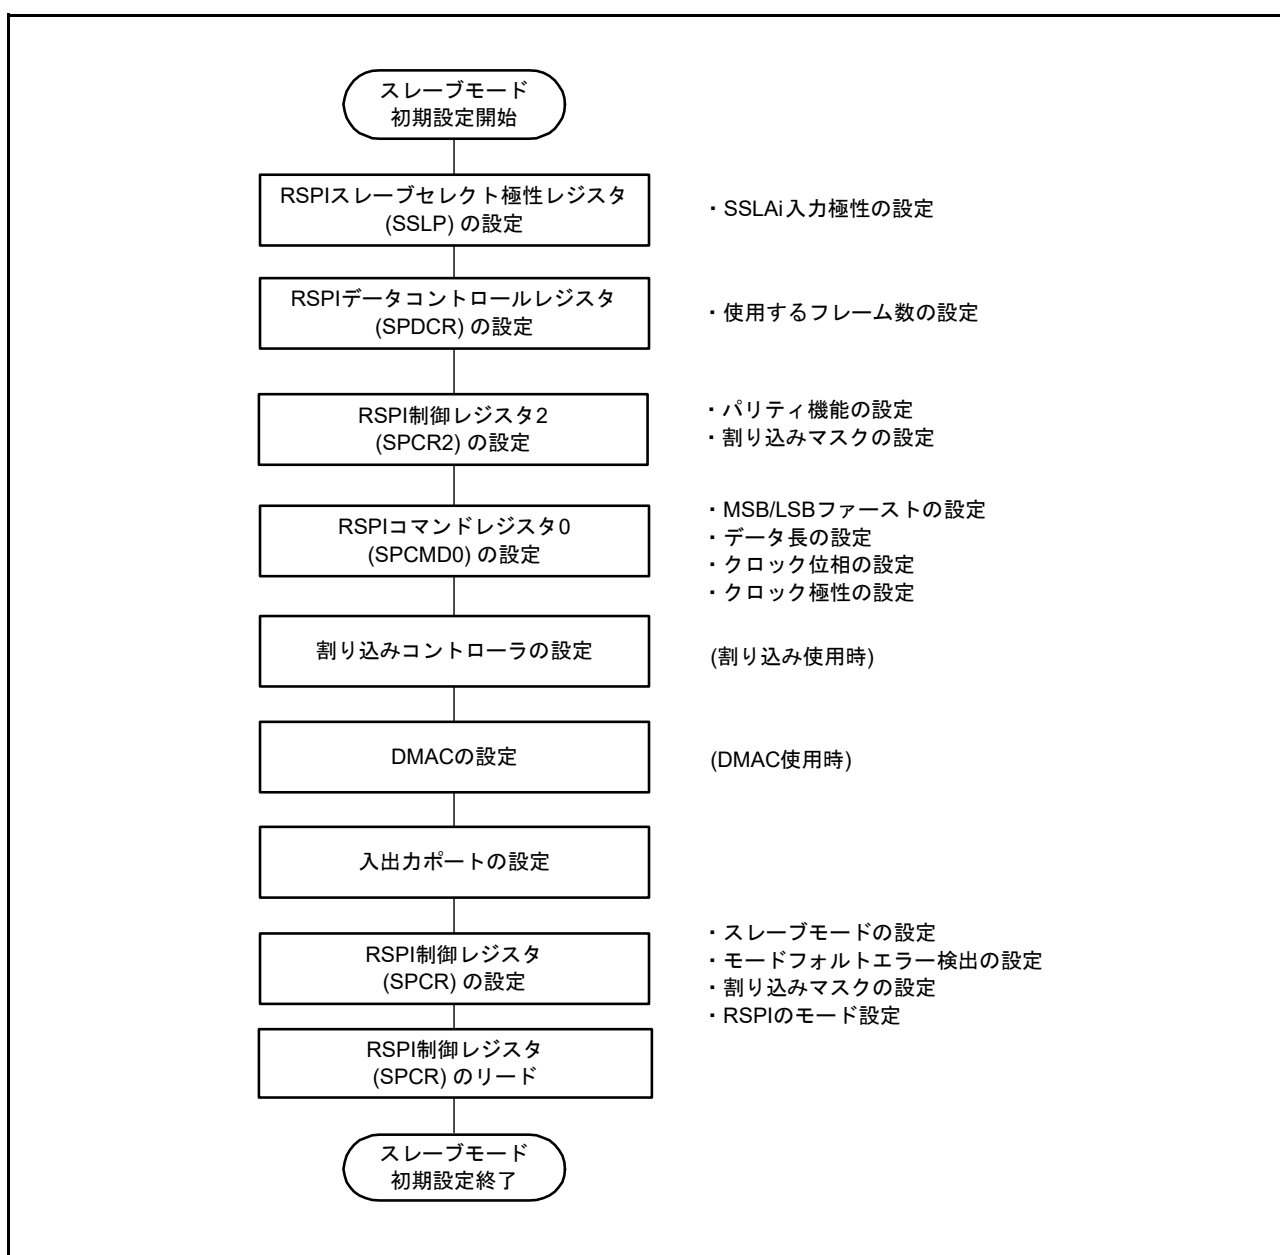 スレーブモード
初期設定開始
RSPIスレーブセレクト極性レジスタ
(SSLP) の設定
・SSLAi入力極性の設定
RSPIデータコントロールレジスタ
(SPDCR) の設定
・使用するフレーム数の設定
RSPI制御レジスタ2
(SPCR2) の設定
・パリティ機能の設定
・割り込みマスクの設定
RSPIコマンドレジスタ0
(SPCMD0) の設定
・MSB/LSBファーストの設定
・データ長の設定
・クロック位相の設定
・クロック極性の設定
割り込みコントローラの設定
(割り込み使用時)
DMACの設定
(DMAC使用時)
入出力ポートの設定
RSPI制御レジスタ
(SPCR) の設定
・スレーブモードの設定
・モードフォルトエラー検出の設定
・割り込みマスクの設定
・RSPIのモード設定
RSPI制御レジスタ
(SPCR) のリード
スレーブモード
初期設定終了